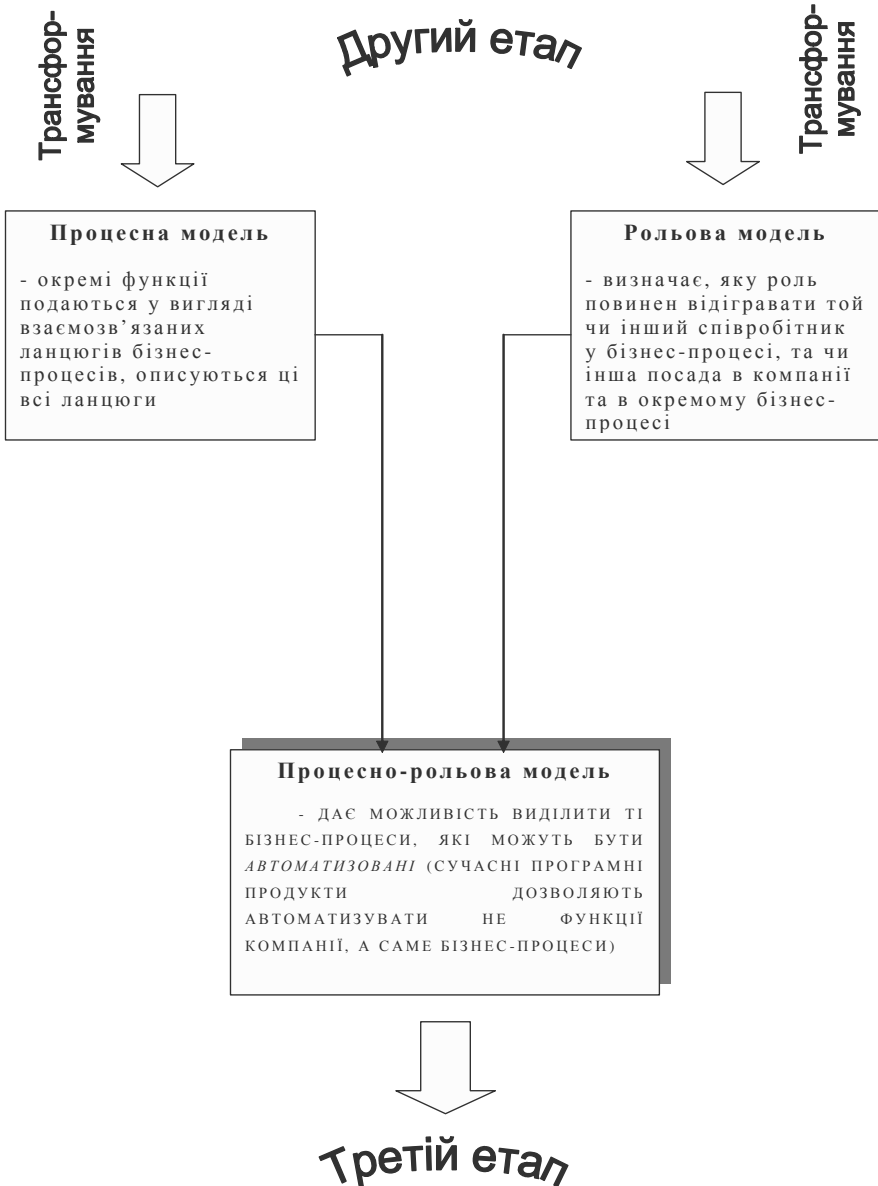 Другий етап
Трансфор-
мування
Трансфор-
мування
Процесна модель
- окремі функції
подаються у вигляді
взаємозв’язаних
ланцюгів бізнес-
процесів, описуються ці
всі ланцюги
Рольова модель
- визначає, яку роль
повинен відігравати той
чи інший співробітник
у бізнес-процесі, та чи
інша посада в компанії
та в окремому бізнес-
процесі
Процесно-рольова модель
- ДАЄ МОЖЛИВІСТЬ ВИДІЛИТИ ТІ
БІЗНЕС-ПРОЦЕСИ, ЯКІ МОЖУТЬ БУТИ
АВТОМАТИЗОВАНІ (СУЧАСНІ ПРОГРАМНІ
ПРОДУКТИ ДОЗВОЛЯЮТЬ
АВТОМАТИЗУВАТИ НЕ ФУНКЦІЇ
КОМПАНІЇ, А САМЕ БІЗНЕС-ПРОЦЕСИ)
Третій етап